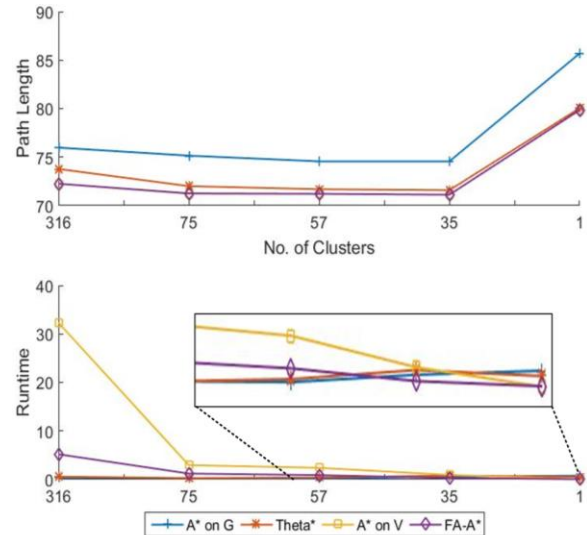 90
85
80
75
70
Path Length
316
75
57
35
1
No. of Clusters
40
30
20
10
0
Runtime
316
75
57
35
1
A* on G
Theta*
A* on V
FA-A*